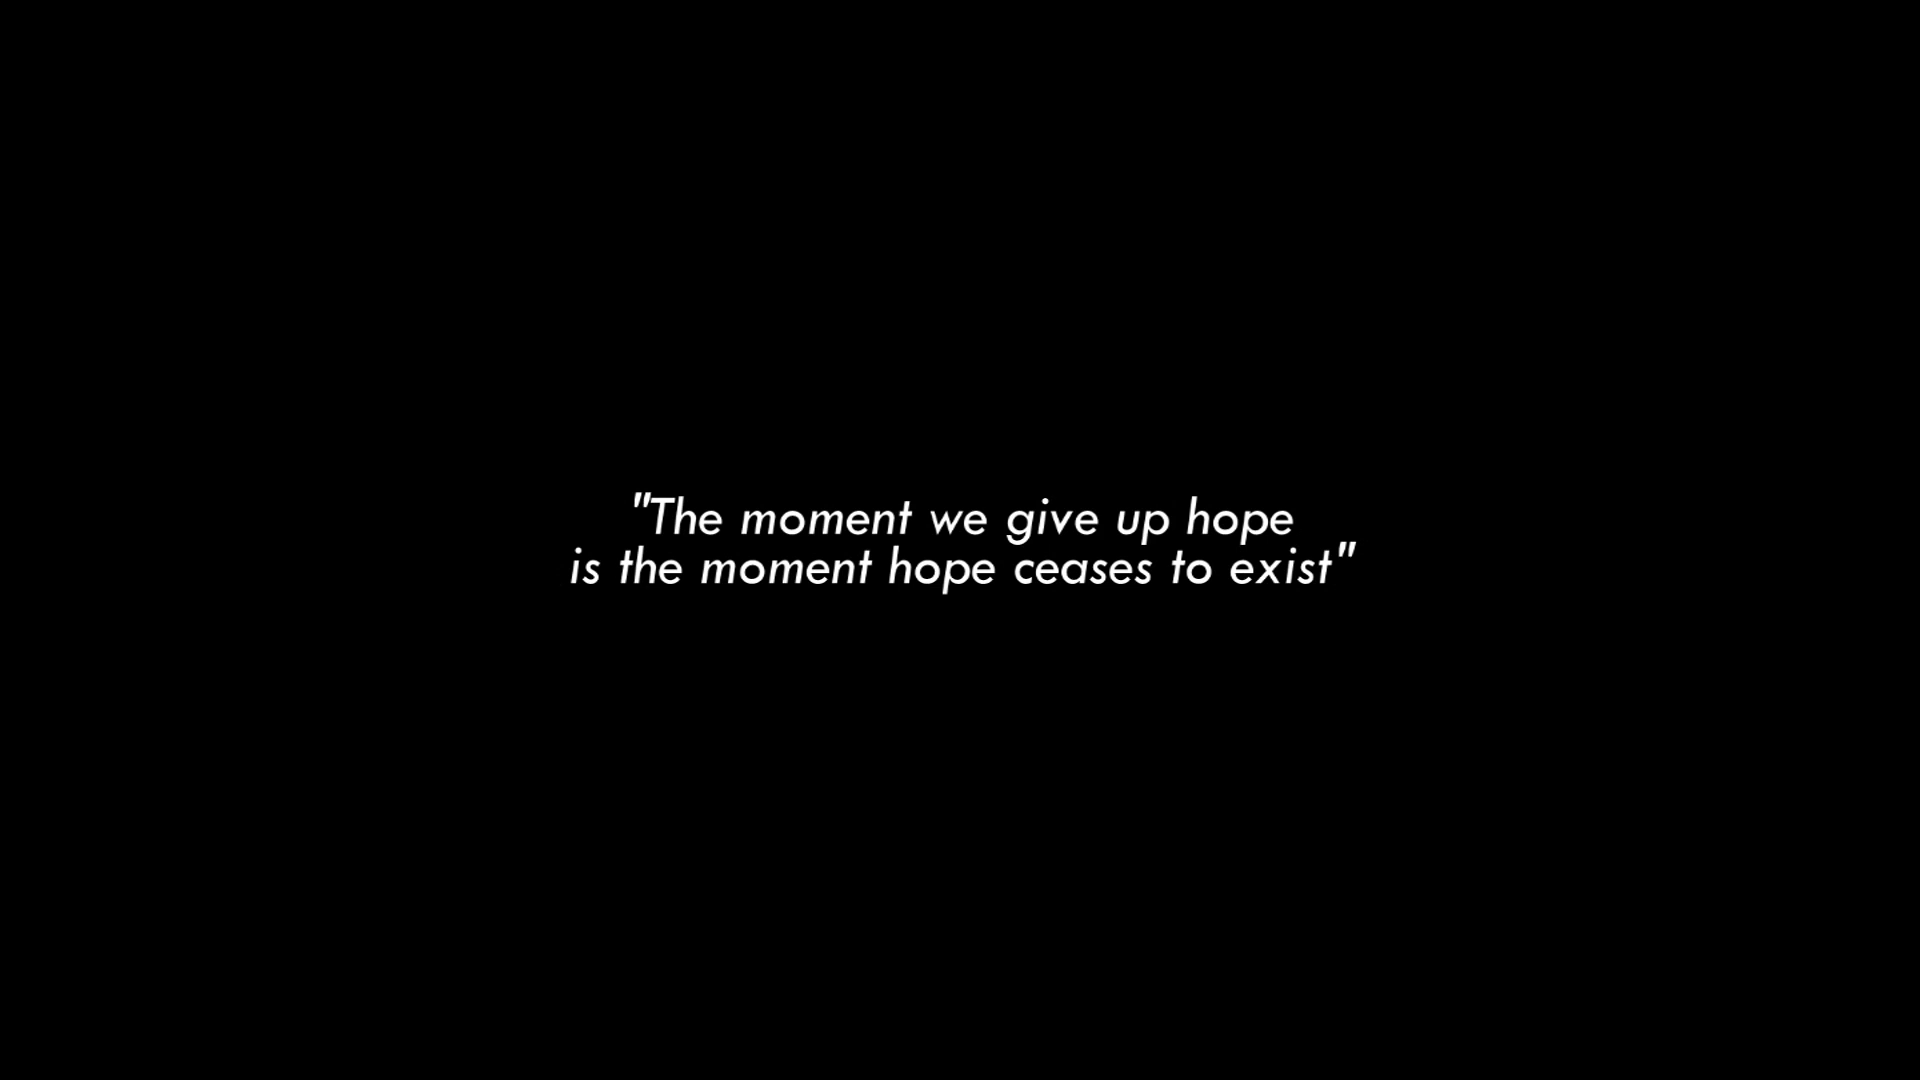 "The moment we give up hope
is the moment hope ceases to exist"